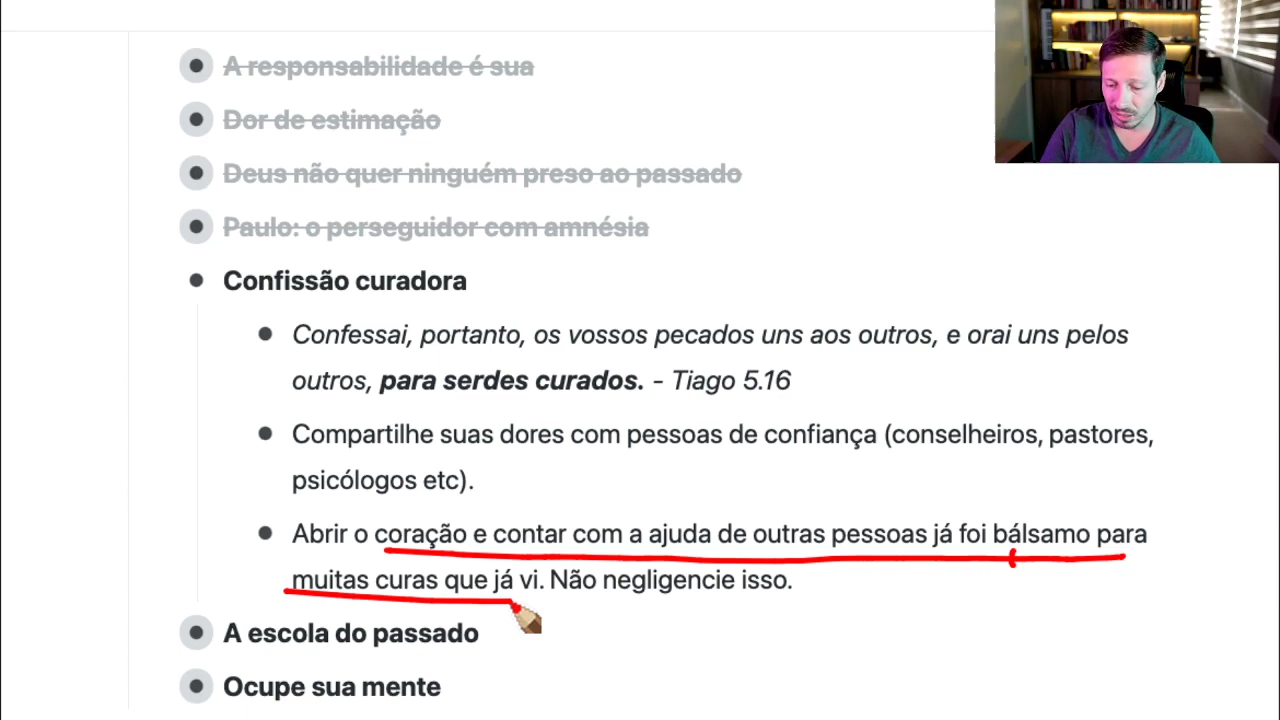 A responsabilidade é sua
Dor de estimação
Deus não quer ninguém preso ao passado
Paulo: o perseguidor com amnésia
Confissão curadora
Confessai, portanto, os vossos pecados uns aos outros, e orai uns pelos
outros, para serdes curados. - Tiago 5.16
Compartilhe suas dores com pessoas de confiança (conselheiros, pastores,
psicólogos etc).
Abrir o coração e contar com a ajuda de outras pessoas já foi bálsamo para
muitas curas que já vi. Não negligencie isso.
A escola do passado
Ocupe sua mente